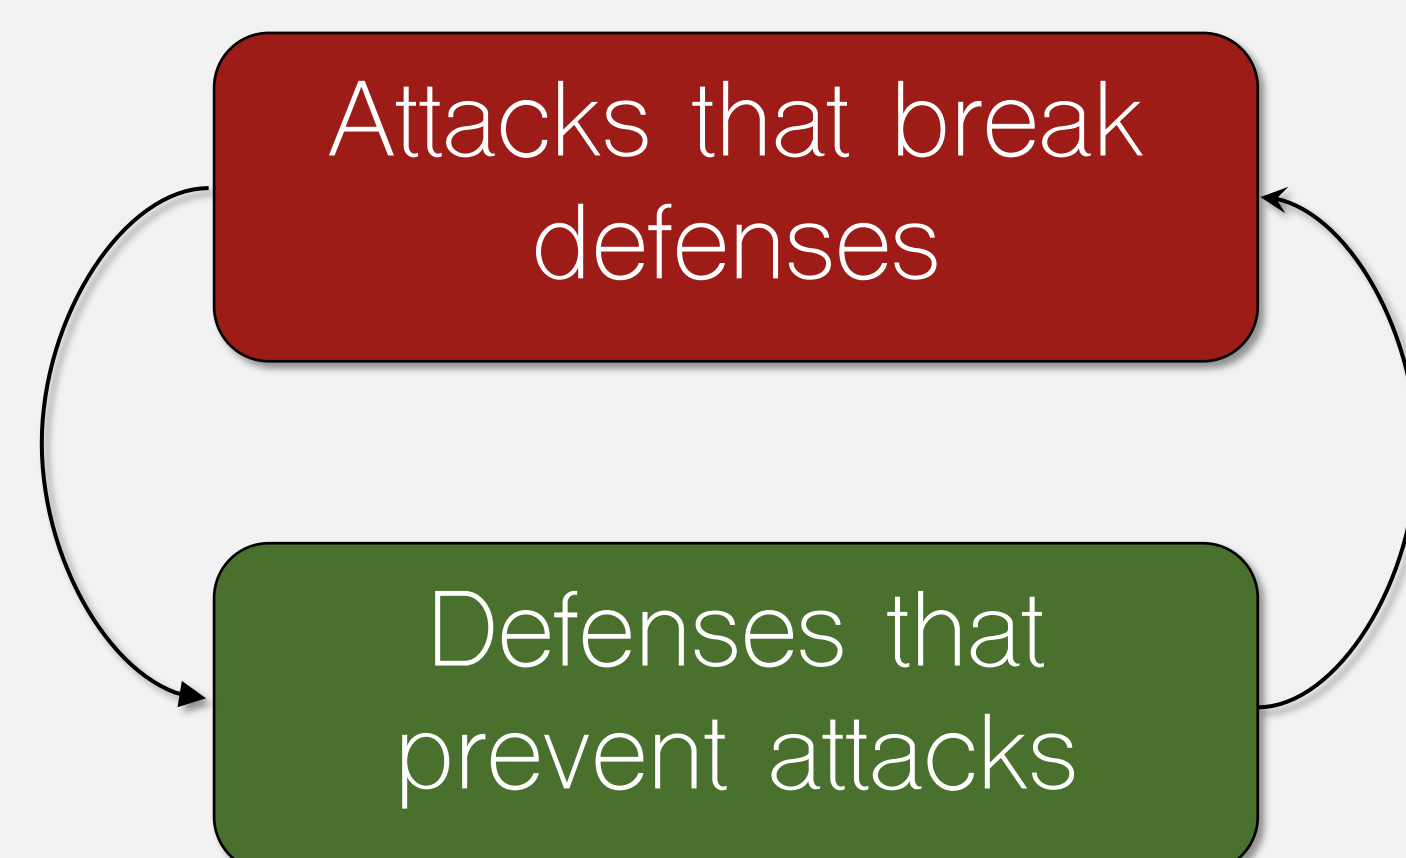 Attacks that break
defenses
Defenses that
prevent attacks